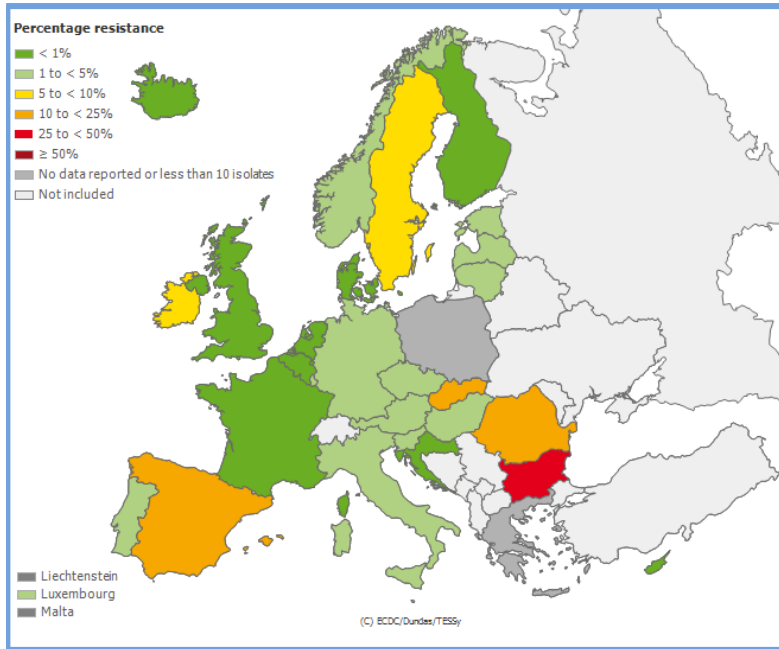 Percentage resistance
< 1%
1 to < 5%
5 to < 10%
10 to < 25%
25 to < 50%
≥ 50%
No data reported or less than 10 isolates
Not included
Liechtenstein
Luxembourg
Malta
(C) ECDC/Dundas/TESSy